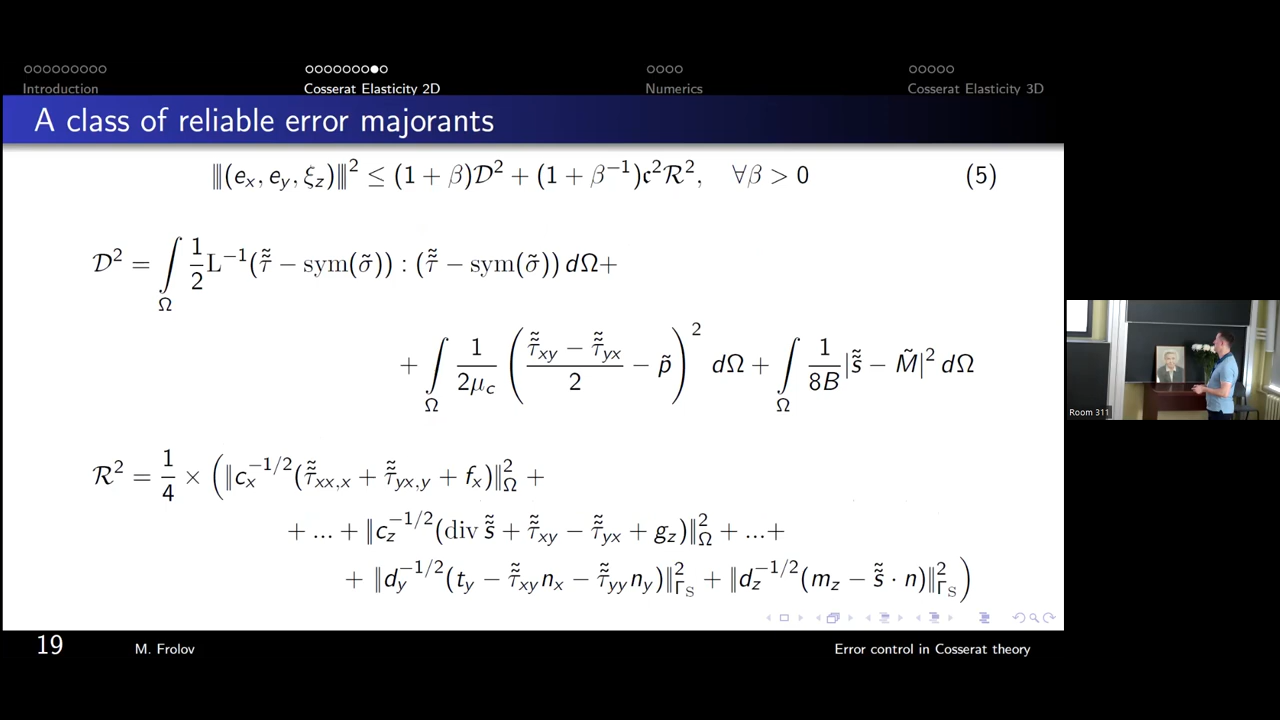 Introduction
Cosserat Elasticity 2D
Numerics
Cosserat Elasticity 3D
A class of reliable error majorants
⦀(e_x, e_y, ξ_z)⦀² ≤ (1 + β)𝒟² + (1 + β⁻¹)𝔠²ℛ², ∀β > 0 (5)
𝒟² = ∫_Ω 1/2 L⁻¹(τ̃̃ − sym(σ̃)) : (τ̃̃ − sym(σ̃)) dΩ+
+ ∫_Ω 1/(2μ_c) ((τ̃̃_xy − τ̃̃_yx)/2 − p̃)² dΩ + ∫_Ω 1/(8B) |s̃̃ − M̃|² dΩ
ℛ² = 1/4 × (‖c_x^{−1/2}(τ̃̃_xx,x + τ̃̃_yx,y + f_x)‖²_Ω +
+ ... + ‖c_z^{−1/2}(div s̃̃ + τ̃̃_xy − τ̃̃_yx + g_z)‖²_Ω + ...+
+ ‖d_y^{−1/2}(t_y − τ̃̃_xy n_x − τ̃̃_yy n_y)‖²_{Γ_S} + ‖d_z^{−1/2}(m_z − s̃̃ · n)‖²_{Γ_S})
19
M. Frolov
Error control in Cosserat theory
Room 311